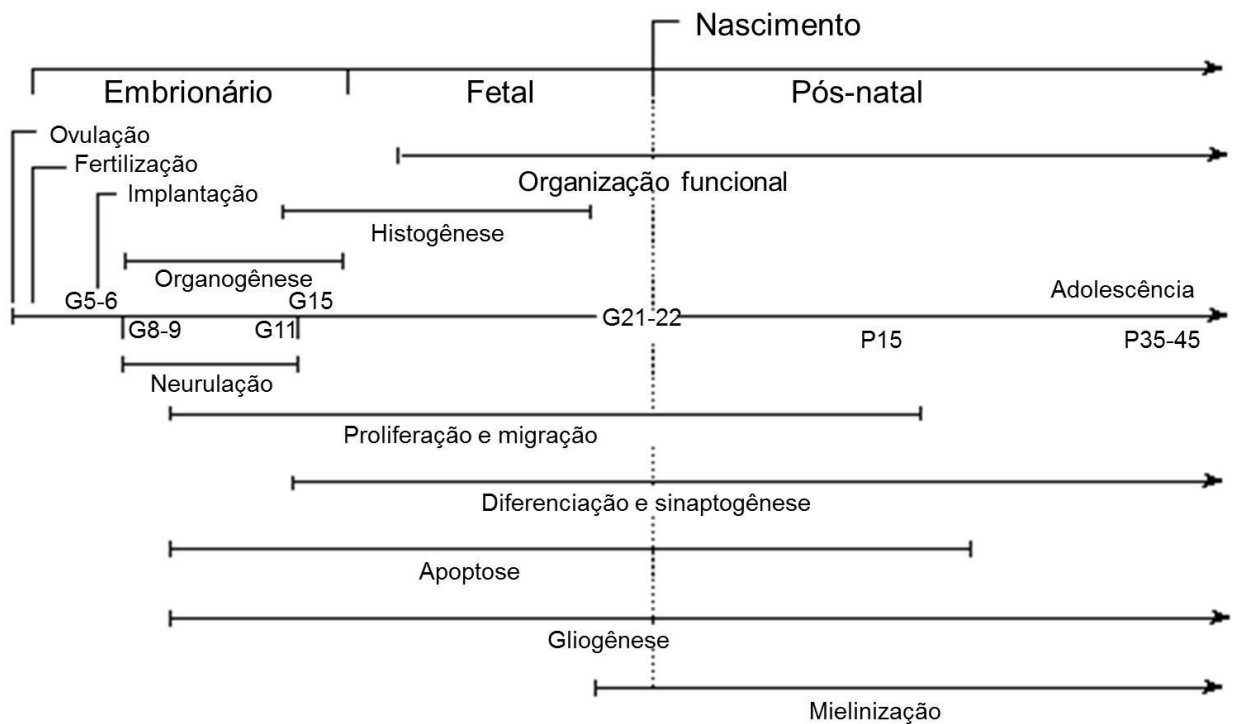 Nascimento
Embrionário Fetal Pós-natal
Ovulação
Fertilização
Implantação
Organização funcional
Histogênese
Organogênese
G5-6 G15 Adolescência
G8-9 G11 G21-22 P15 P35-45
Neurulação
Proliferação e migração
Diferenciação e sinaptogênese
Apoptose
Gliogênese
Mielinização